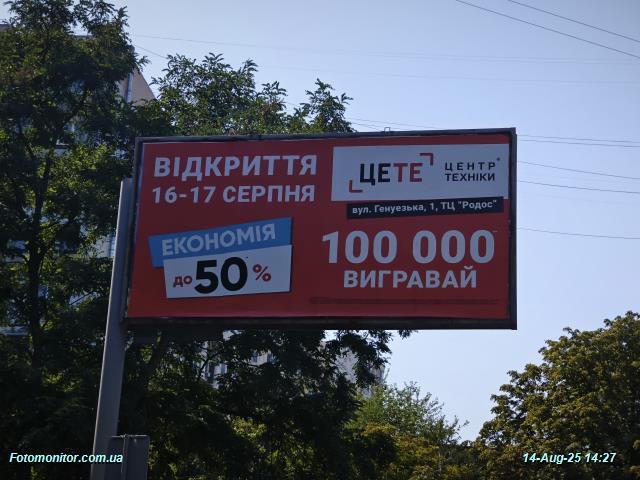 ВІДКРИТТЯ
16-17 СЕРПНЯ
ЦЕТЕ ЦЕНТР
ТЕХНІКИ
вул. Генуезька, 1, ТЦ "Родос"
ЕКОНОМІЯ
ДО 50 %
100 000
ВИГРАВАЙ
Fotomonitor.com.ua
14-Aug-25 14:27